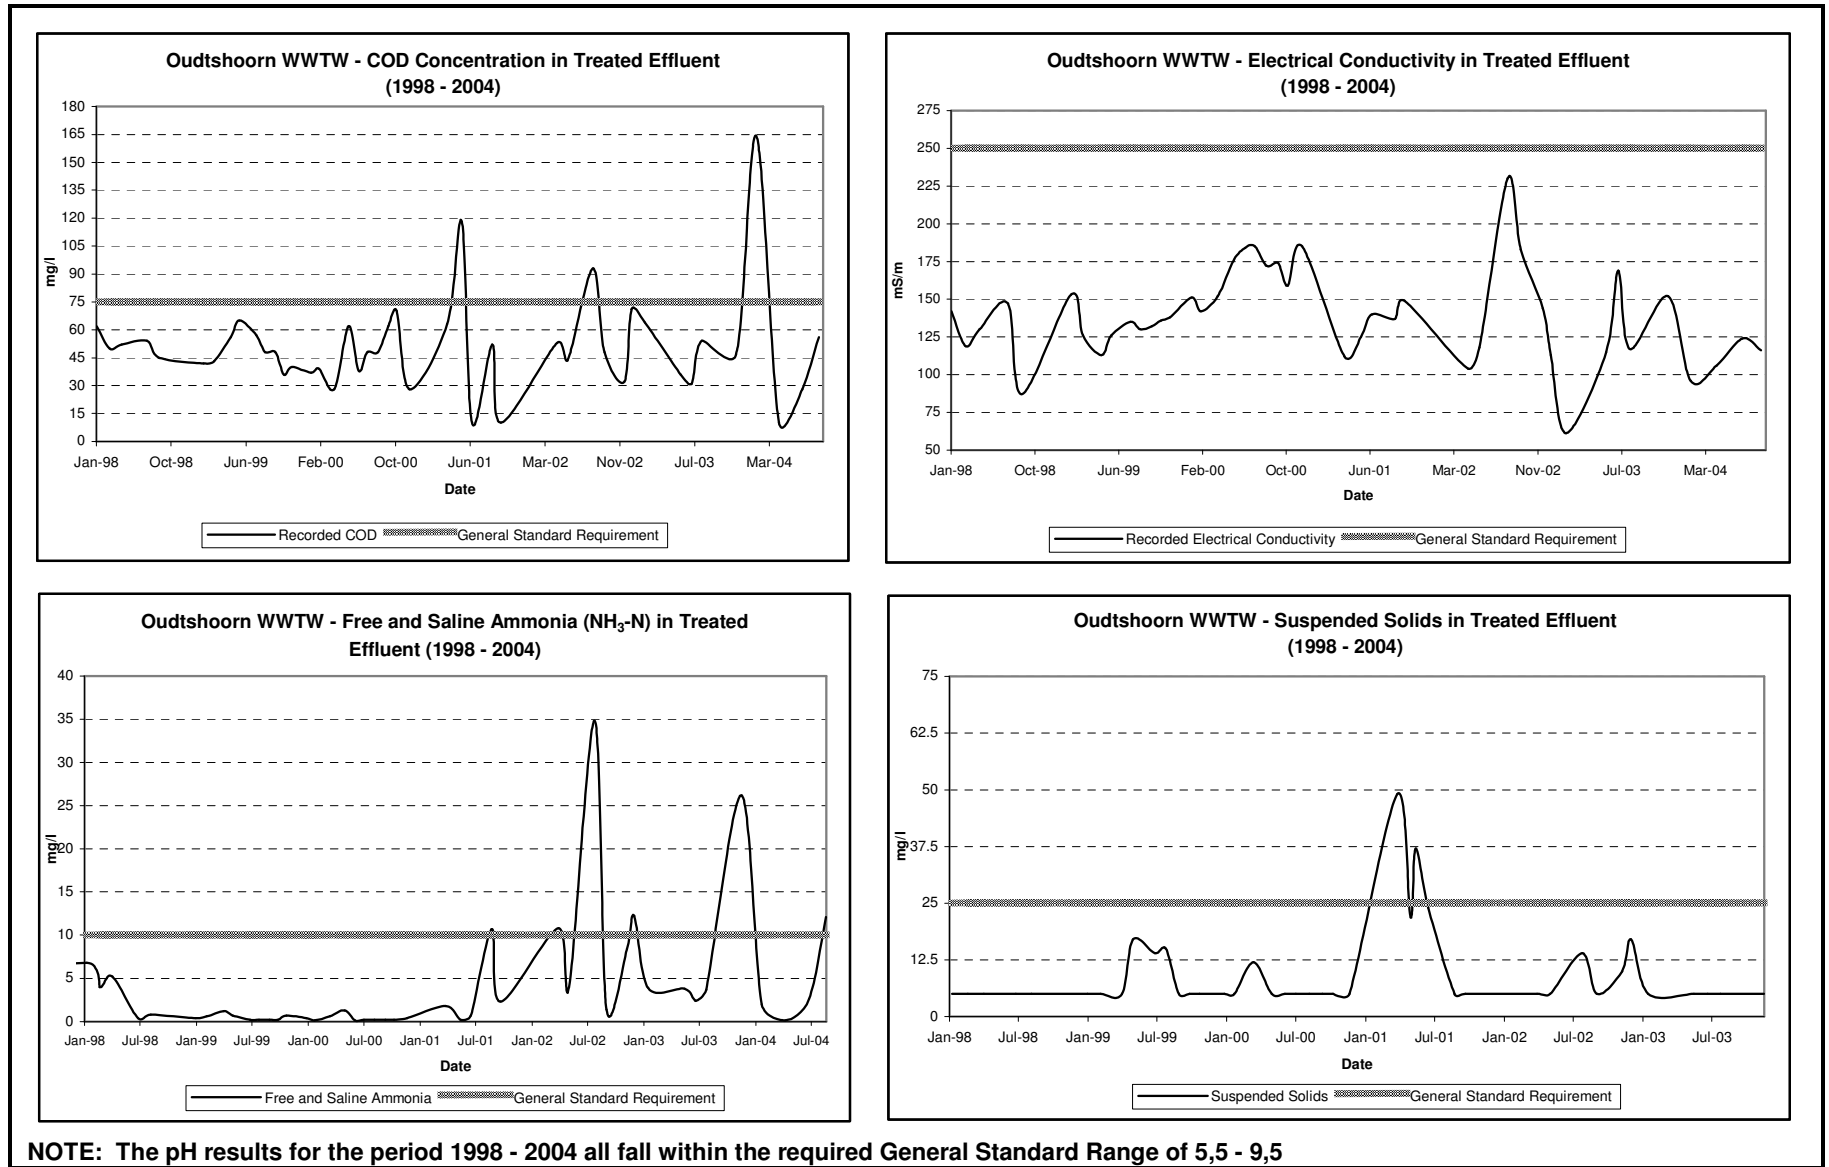 Oudtshoorn WWTW - COD Concentration in Treated Effluent
(1998 - 2004)
180
165
150
135
120
105
90
75
60
45
30
15
0
mg/l
Jan-98 Oct-98 Jun-99 Feb-00 Oct-00 Jun-01 Mar-02 Nov-02 Jul-03 Mar-04
Date
Recorded COD General Standard Requirement
Oudtshoorn WWTW - Electrical Conductivity in Treated Effluent
(1998 - 2004)
275
250
225
200
175
150
125
100
75
50
mS/m
Jan-98 Oct-98 Jun-99 Feb-00 Oct-00 Jun-01 Mar-02 Nov-02 Jul-03 Mar-04
Date
Recorded Electrical Conductivity General Standard Requirement
Oudtshoorn WWTW - Free and Saline Ammonia (NH3-N) in Treated
Effluent (1998 - 2004)
40
35
30
25
20
15
10
5
0
mg/l
Jan-98 Jul-98 Jan-99 Jul-99 Jan-00 Jul-00 Jan-01 Jul-01 Jan-02 Jul-02 Jan-03 Jul-03 Jan-04 Jul-04
Date
Free and Saline Ammonia General Standard Requirement
Oudtshoorn WWTW - Suspended Solids in Treated Effluent
(1998 - 2004)
75
62.5
50
37.5
25
12.5
0
mg/l
Jan-98 Jul-98 Jan-99 Jul-99 Jan-00 Jul-00 Jan-01 Jul-01 Jan-02 Jul-02 Jan-03 Jul-03
Date
Suspended Solids General Standard Requirement
NOTE: The pH results for the period 1998 - 2004 all fall within the required General Standard Range of 5,5 - 9,5